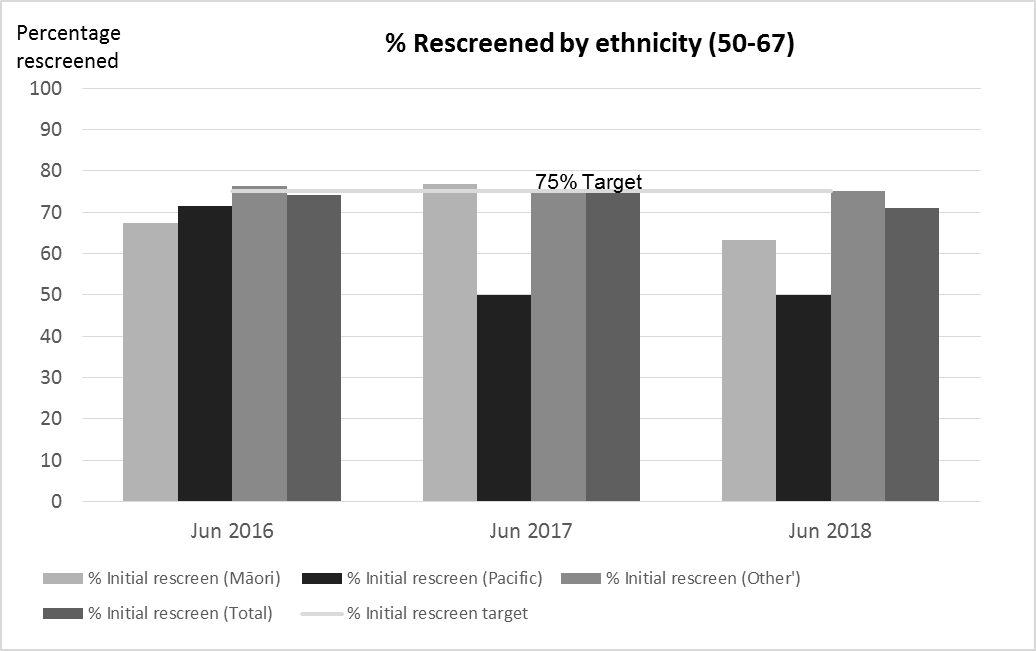 Percentage
rescreened
% Rescreened by ethnicity (50-67)
100
90
80
70
60
50
40
30
20
10
0
75% Target
Jun 2016
Jun 2017
Jun 2018
% Initial rescreen (Māori)
% Initial rescreen (Pacific)
% Initial rescreen (Other')
% Initial rescreen (Total)
% Initial rescreen target